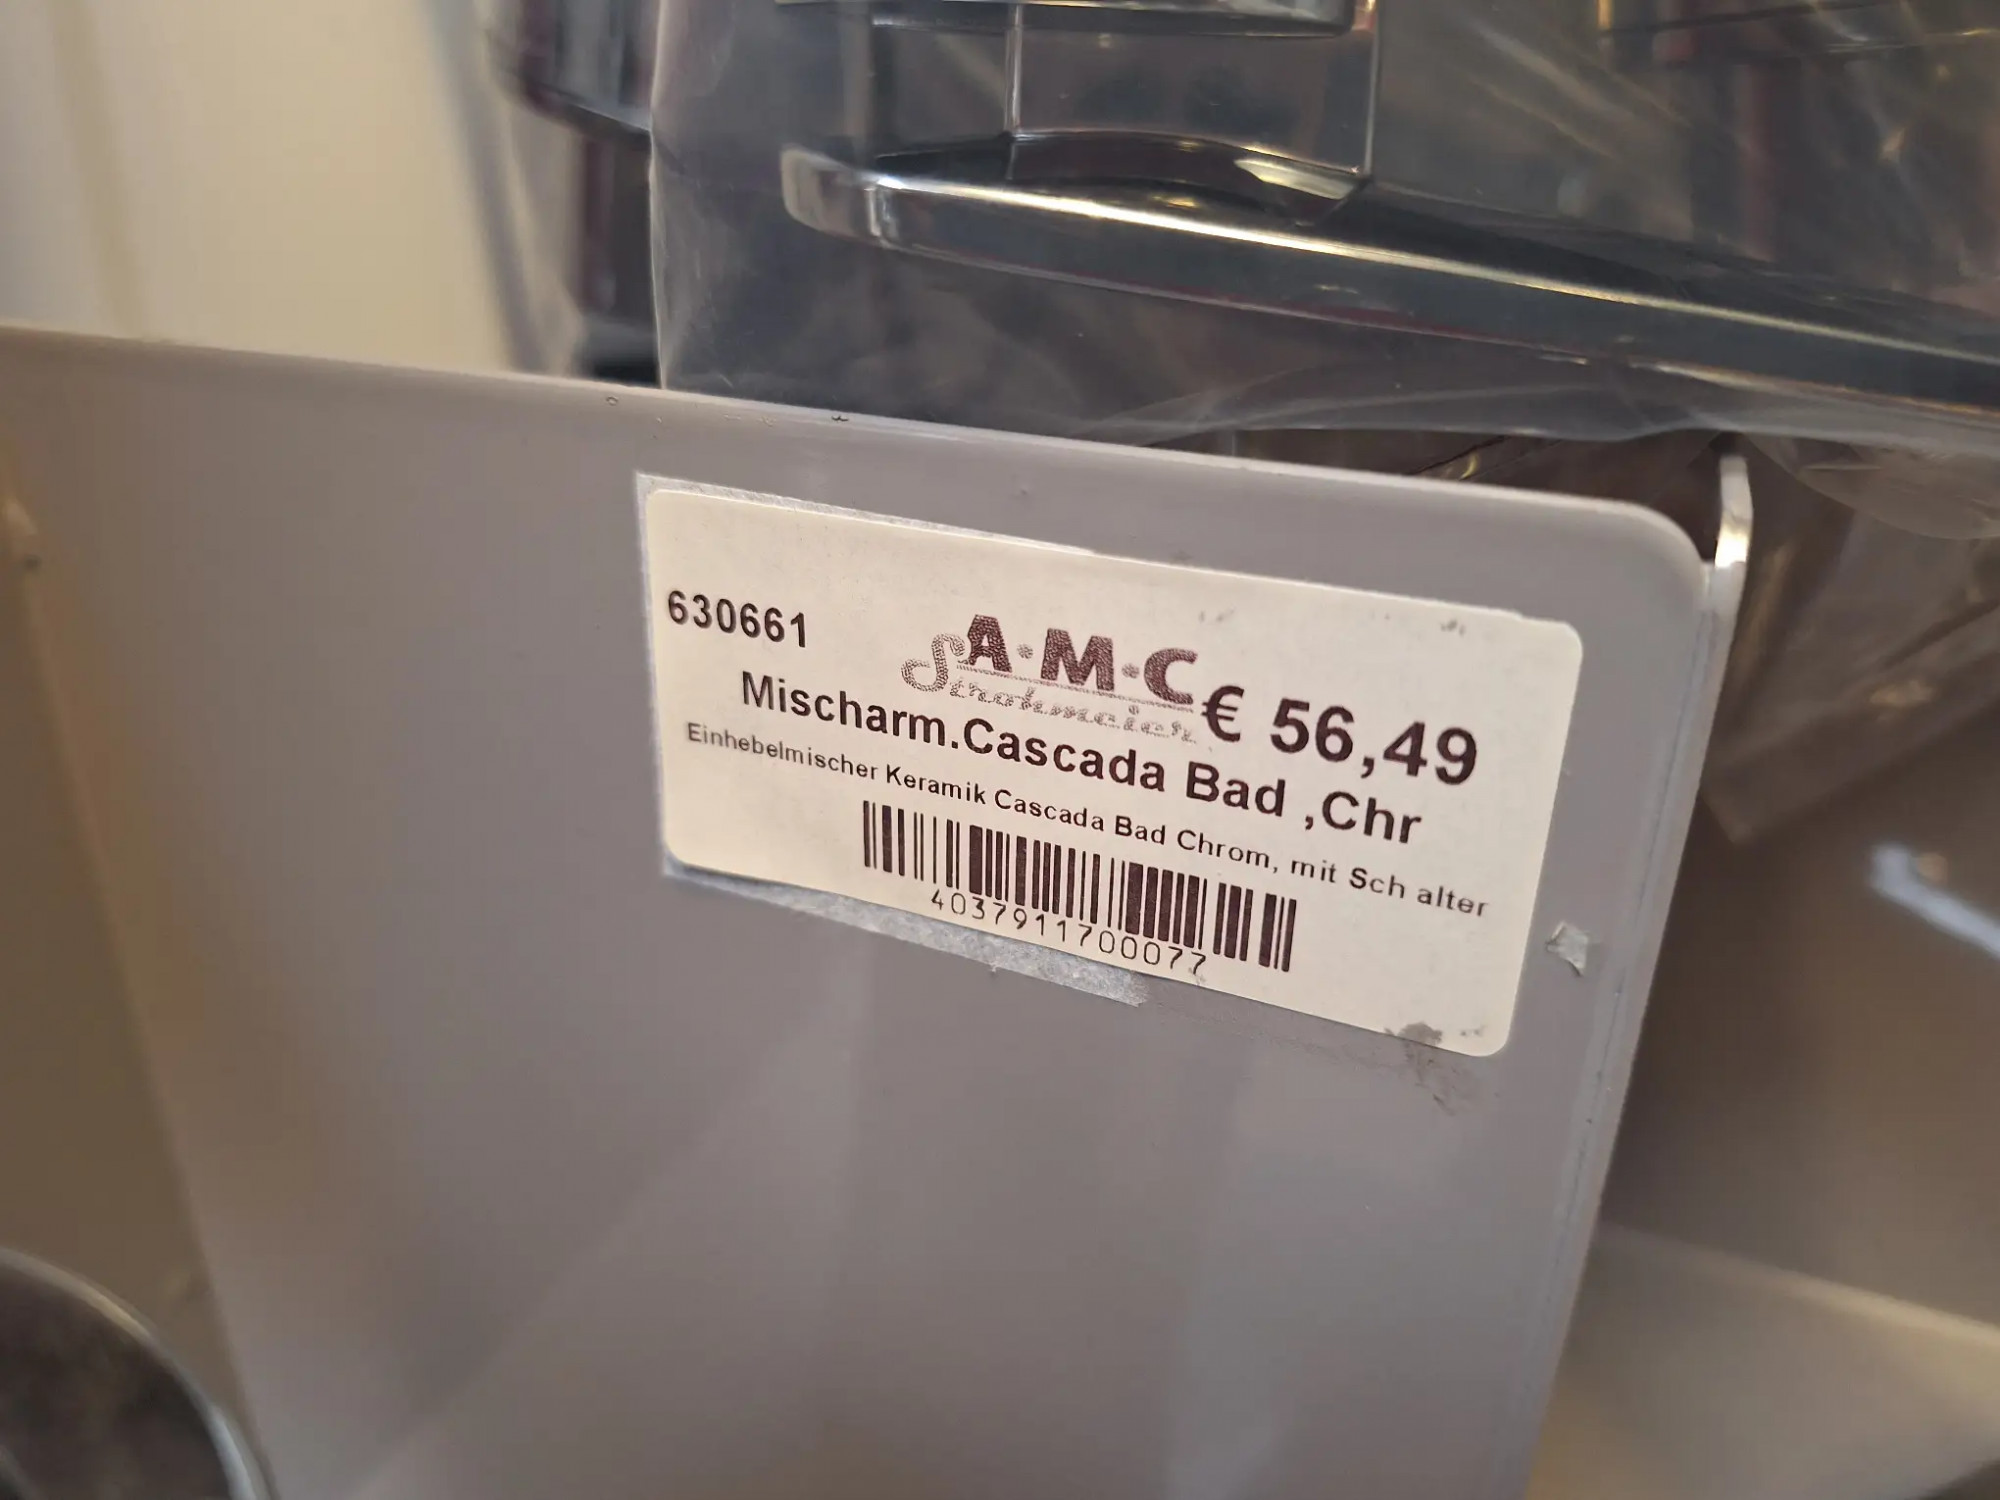 630661
A·M·C
Strohmeier
€ 56,49
Mischarm.Cascada Bad ,Chr
Einhebelmischer Keramik Cascada Bad Chrom, mit Sch alter
4037911700077